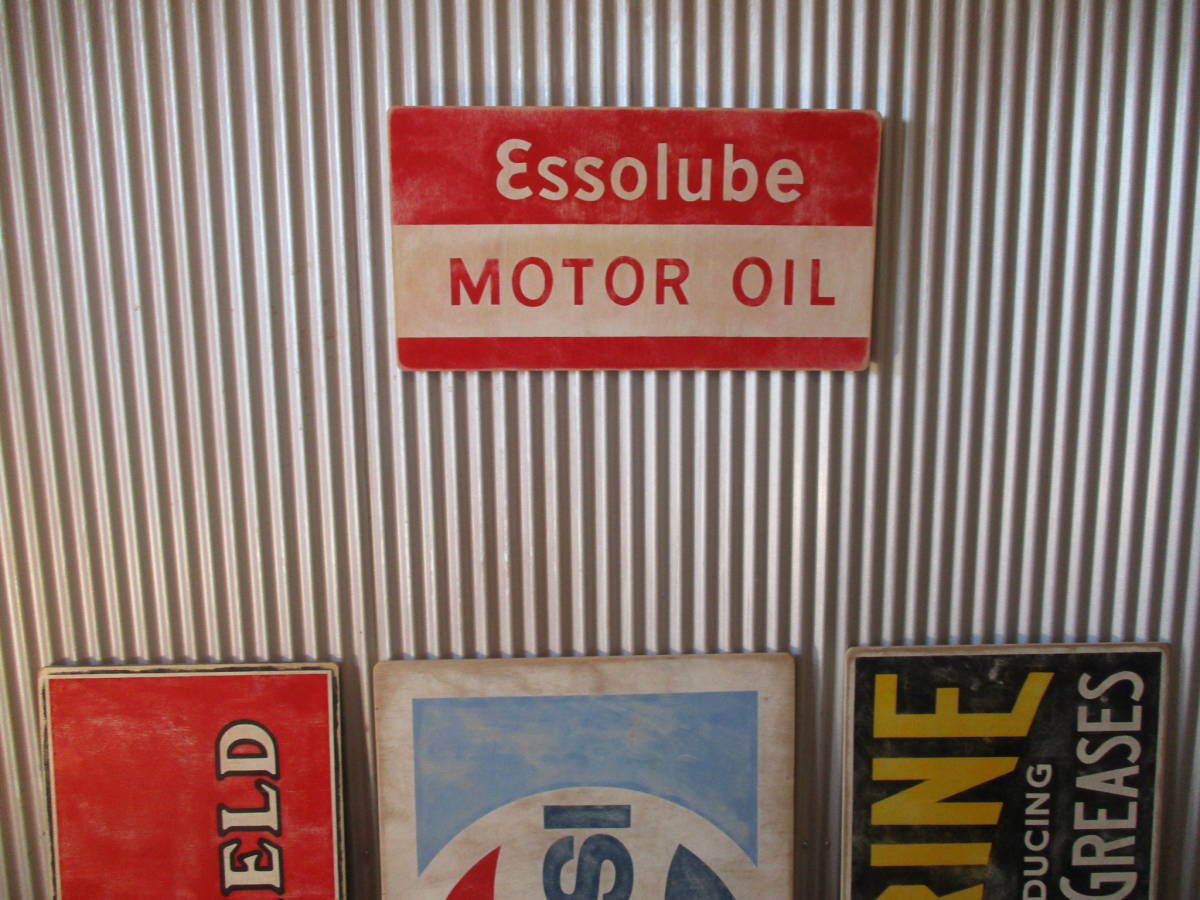 Essolube
MOTOR OIL
ELD
SI
RINE
DUCING
GREASES